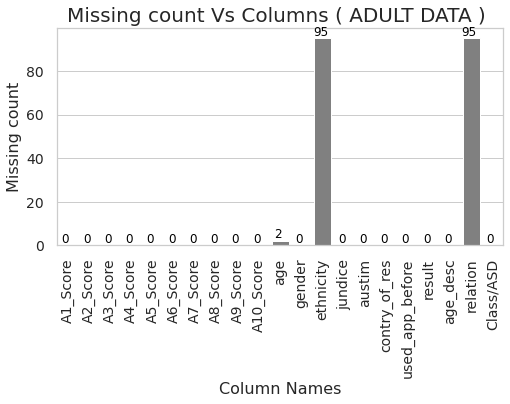 Missing count Vs Columns ( ADULT DATA )
Missing count
80
60
40
20
0
0 0 0 0 0 0 0 0 0 0 2 0 95 0 0 0 0 0 0 95 0
A1_Score
A2_Score
A3_Score
A4_Score
A5_Score
A6_Score
A7_Score
A8_Score
A9_Score
A10_Score
age
gender
ethnicity
jundice
austim
contry_of_res
used_app_before
result
age_desc
relation
Class/ASD
Column Names